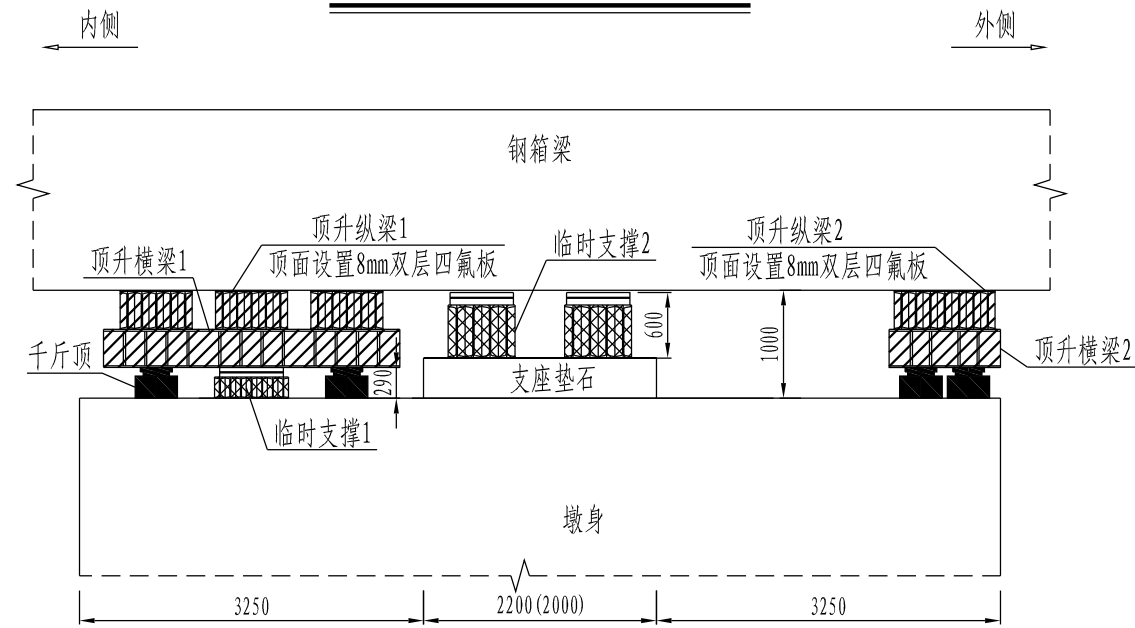 内侧
外侧
钢箱梁
顶升纵梁1
顶面设置8mm双层四氟板
顶升横梁1
临时支撑2
顶升纵梁2
顶面设置8mm双层四氟板
600
1000
千斤顶
290
支座垫石
顶升横梁2
临时支撑1
墩身
3250
2200(2000)
3250